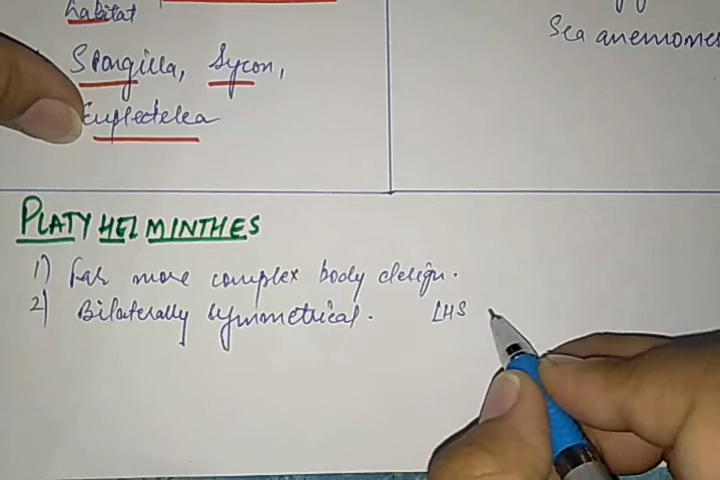 habitat
Spongilla, Sycon,
Euplectelea
Sea anemones
PLATYHELMINTHES
1) Far more complex body design.
2) Bilaterally symmetrical. LHS